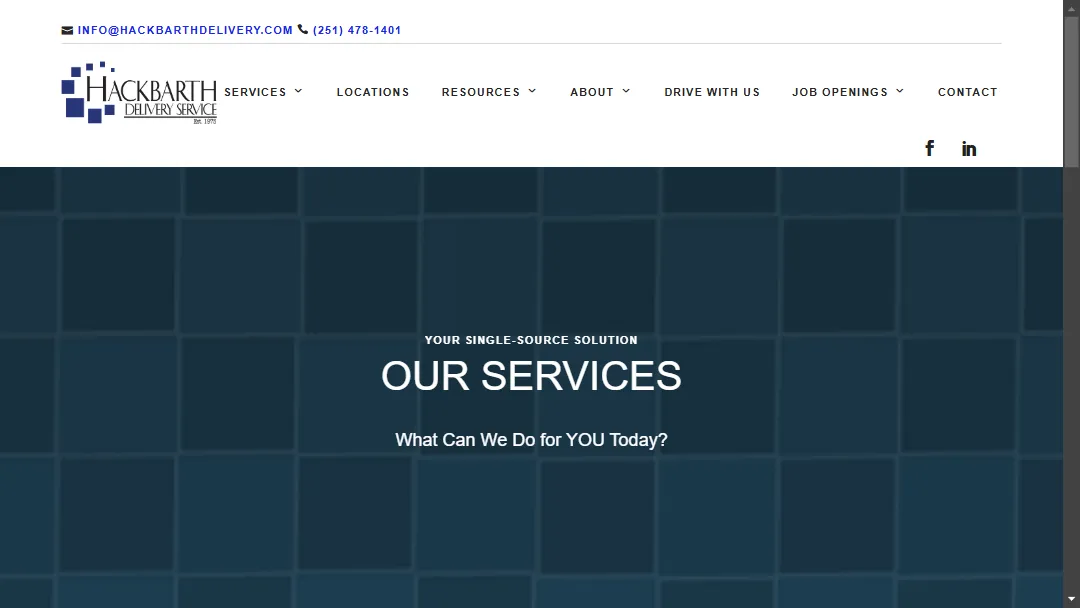 INFO@HACKBARTHDELIVERY.COM (251) 478-1401
HACKBARTH
DELIVERY SERVICE
Est. 1975
SERVICES LOCATIONS RESOURCES ABOUT DRIVE WITH US JOB OPENINGS CONTACT
YOUR SINGLE-SOURCE SOLUTION
OUR SERVICES
What Can We Do for YOU Today?